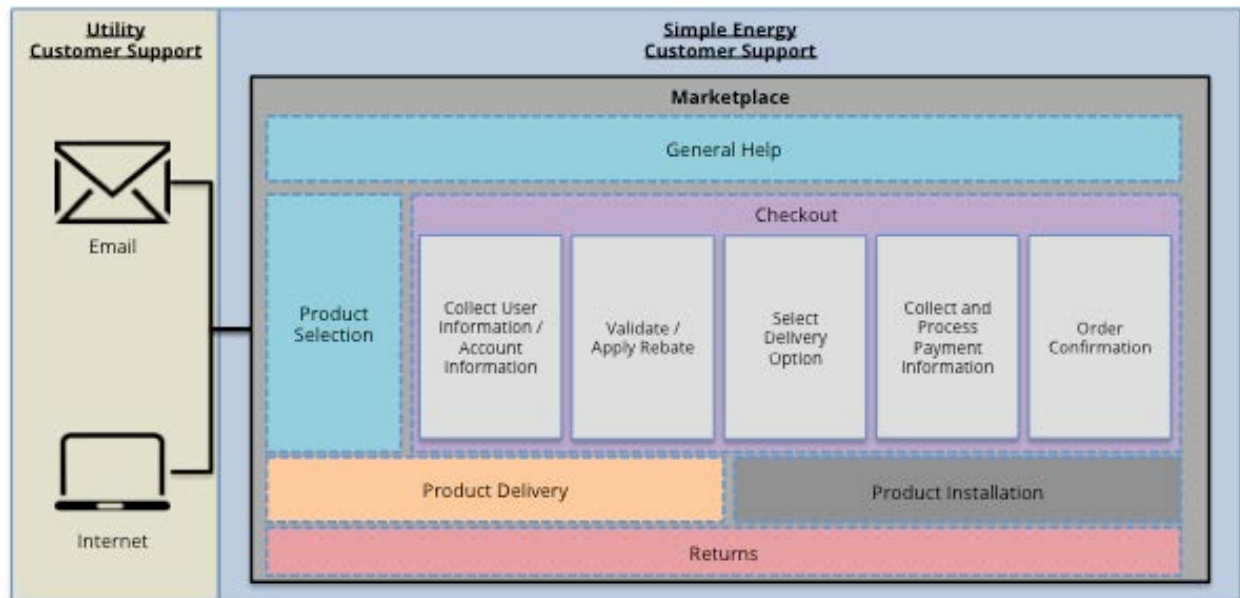 Utility
Customer Support
Simple Energy
Customer Support
Marketplace
General Help
Email
Internet
Product
Selection
Checkout
Collect User
Information /
Account
Information
Validate /
Apply Rebate
Select
Delivery
Option
Collect and
Process
Payment
Information
Order
Confirmation
Product Delivery
Product Installation
Returns